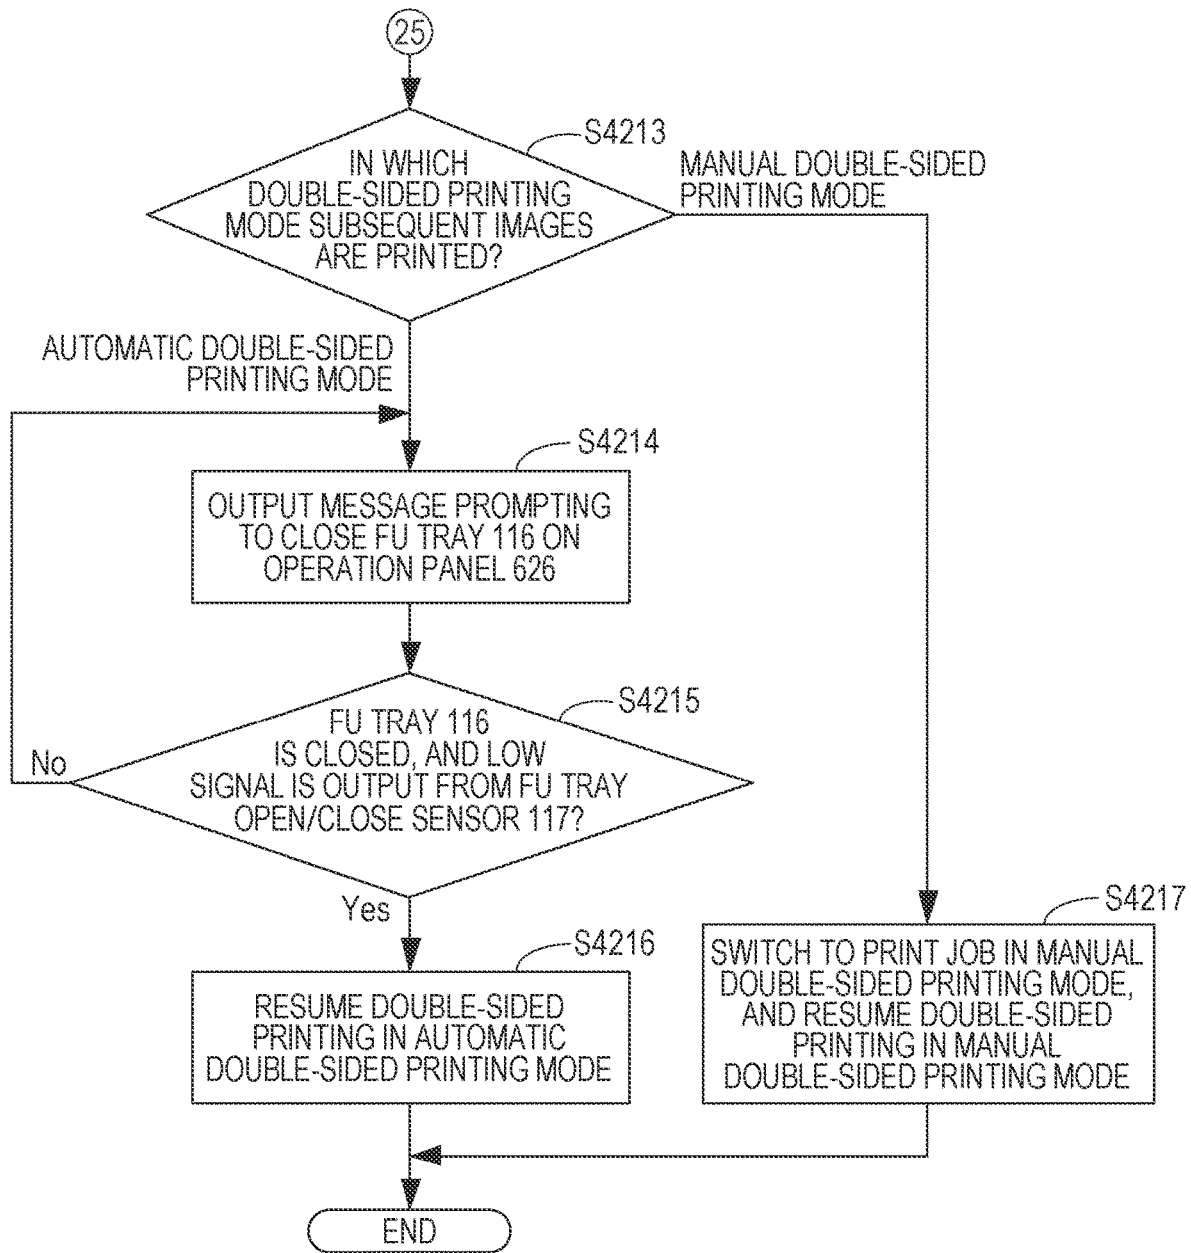 25
S4213
IN WHICH
DOUBLE-SIDED PRINTING
MODE SUBSEQUENT IMAGES
ARE PRINTED?
MANUAL DOUBLE-SIDED
PRINTING MODE
AUTOMATIC DOUBLE-SIDED
PRINTING MODE
S4214
OUTPUT MESSAGE PROMPTING
TO CLOSE FU TRAY 116 ON
OPERATION PANEL 626
S4215
FU TRAY 116
IS CLOSED, AND LOW
SIGNAL IS OUTPUT FROM FU TRAY
OPEN/CLOSE SENSOR 117?
No
Yes
S4216
RESUME DOUBLE-SIDED
PRINTING IN AUTOMATIC
DOUBLE-SIDED PRINTING MODE
S4217
SWITCH TO PRINT JOB IN MANUAL
DOUBLE-SIDED PRINTING MODE,
AND RESUME DOUBLE-SIDED
PRINTING IN MANUAL
DOUBLE-SIDED PRINTING MODE
END